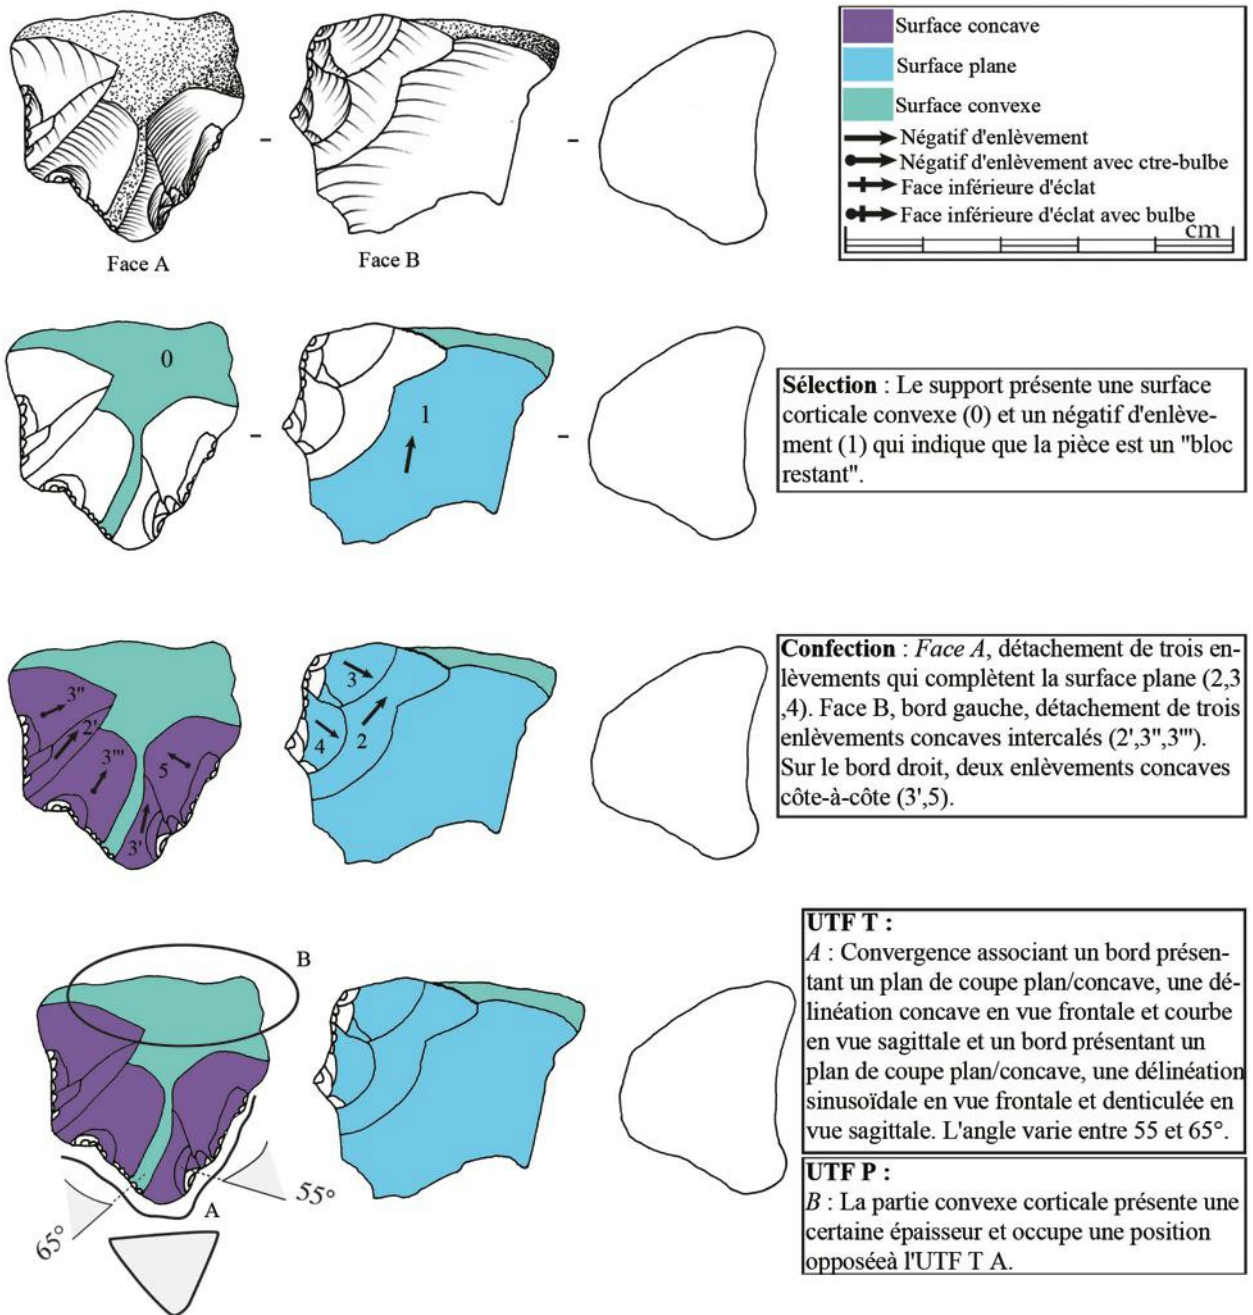 Surface concave
Surface plane
Surface convexe
Négatif d'enlèvement
Négatif d'enlèvement avec ctre-bulbe
Face inférieure d'éclat
Face inférieure d'éclat avec bulbe
cm
Face A
Face B
0
1
Sélection : Le support présente une surface
corticale convexe (0) et un négatif d'enlève-
ment (1) qui indique que la pièce est un "bloc
restant".
3"
2'
3'''
5
3'
3
4
2
Confection : Face A, détachement de trois en-
lèvements qui complètent la surface plane (2,3
,4). Face B, bord gauche, détachement de trois
enlèvements concaves intercalés (2',3",3''').
Sur le bord droit, deux enlèvements concaves
côte-à-côte (3',5).
B
A
65°
55°
UTF T :
A : Convergence associant un bord présen-
tant un plan de coupe plan/concave, une dé-
linéation concave en vue frontale et courbe
en vue sagittale et un bord présentant un
plan de coupe plan/concave, une délinéation
sinusoïdale en vue frontale et denticulée en
vue sagittale. L'angle varie entre 55 et 65°.
UTF P :
B : La partie convexe corticale présente une
certaine épaisseur et occupe une position
opposéeà l'UTF T A.